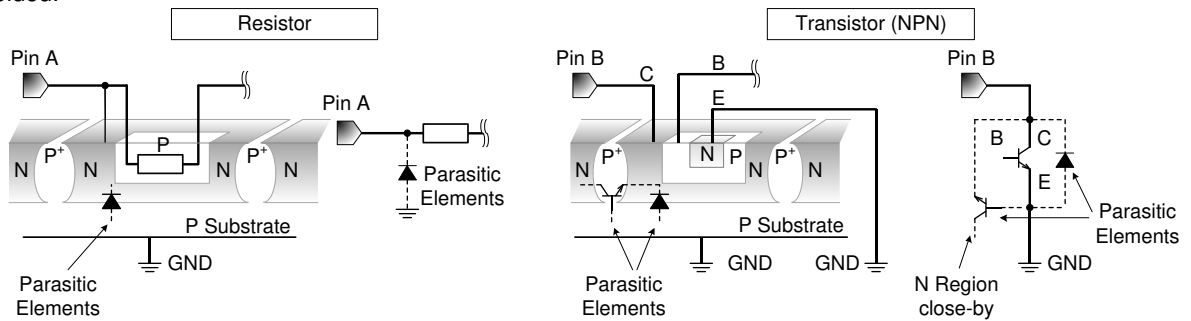 Resistor
Transistor (NPN)
Pin A
Pin A
N
P+
N
P
N
P+
N
Parasitic
Elements
P Substrate
GND
Parasitic
Elements
Pin B
C
B
E
N
P+
N
N
P
N
P+
N
P Substrate
GND
GND
Parasitic
Elements
Pin B
B
C
E
Parasitic
Elements
GND
N Region
close-by